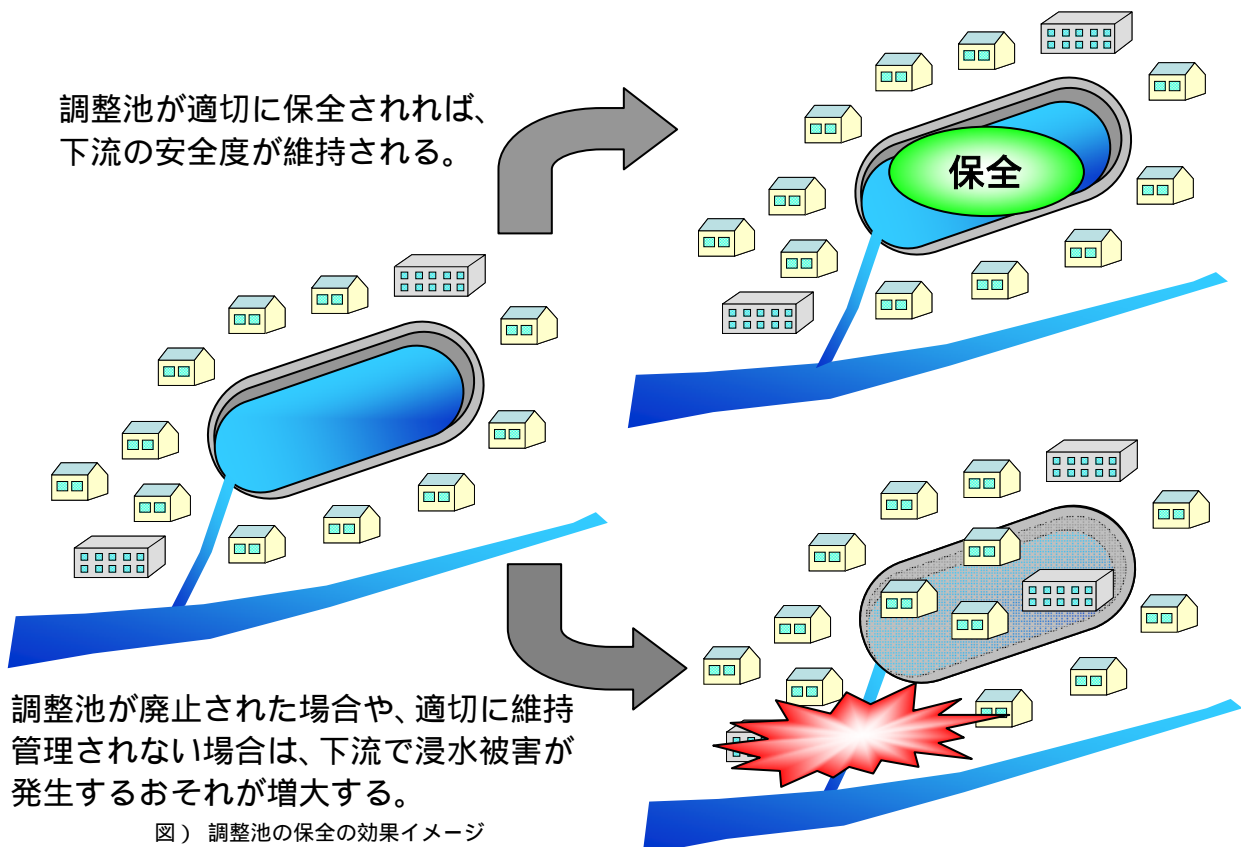 調整池が適切に保全されれば、
下流の安全度が維持される。
保全
調整池が廃止された場合や、適切に維持
管理されない場合は、下流で浸水被害が
発生するおそれが増大する。
図） 調整池の保全の効果イメージ